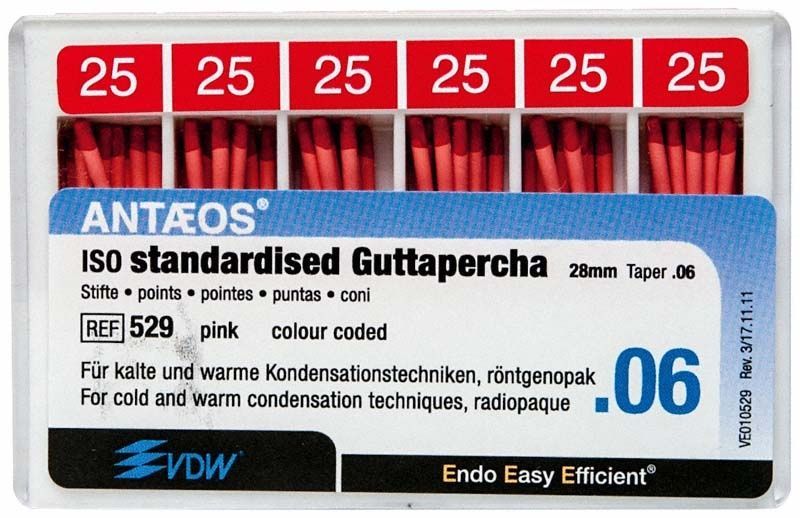 25 25 25 25 25 25
ANTÆOS®
ISO standardised Guttapercha 28mm Taper .06
Stifte • points • pointes • puntas • coni
REF 529 pink colour coded
Für kalte und warme Kondensationstechniken, röntgenopak
For cold and warm condensation techniques, radiopaque
.06
VE010529 Rev. 3/17.11.11
VDW®
Endo Easy Efficient®